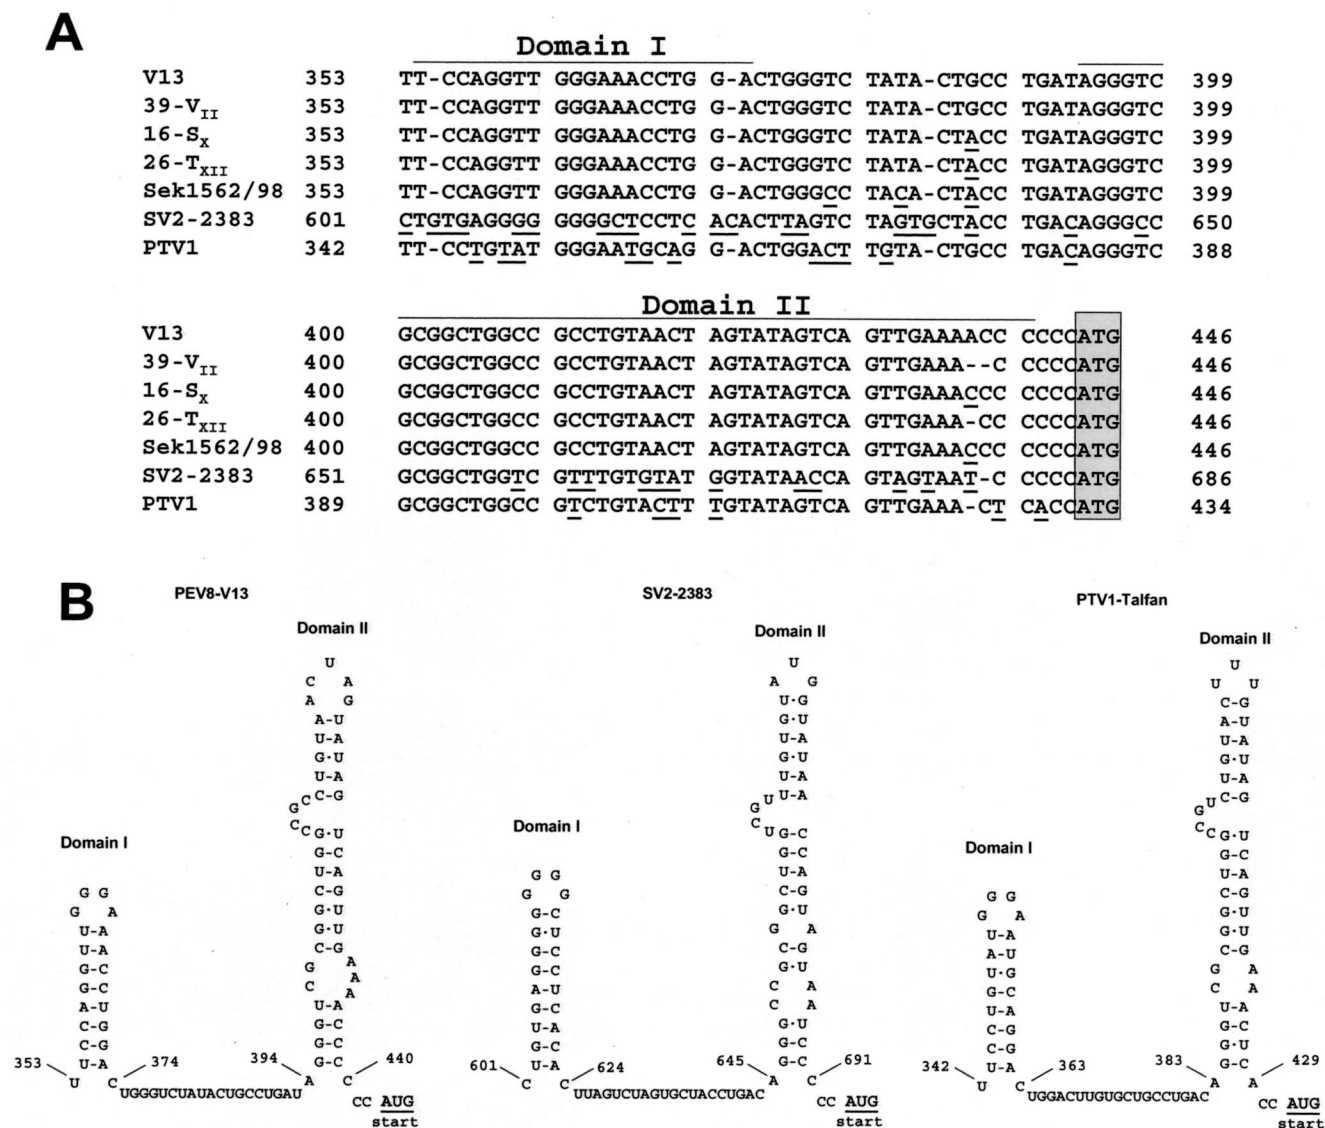 A
Domain I
V13 353 TT-CCAGGTT GGGAAACCTG G-ACTGGGTC TATA-CTGCC TGATAGGGTC 399
39-VII 353 TT-CCAGGTT GGGAAACCTG G-ACTGGGTC TATA-CTGCC TGATAGGGTC 399
16-SX 353 TT-CCAGGTT GGGAAACCTG G-ACTGGGTC TATA-CTACC TGATAGGGTC 399
26-TXII 353 TT-CCAGGTT GGGAAACCTG G-ACTGGGTC TATA-CTACC TGATAGGGTC 399
Sek1562/98 353 TT-CCAGGTT GGGAAACCTG G-ACTGGGCC TACA-CTACC TGATAGGGTC 399
SV2-2383 601 CTGTGAGGGG GGGGCTCCTC ACACTTAGTC TAGTGCTACC TGACAGGGCC 650
PTV1 342 TT-CCTGTAT GGGAATGCAG G-ACTGGACT TGTA-CTGCC TGACAGGGTC 388
Domain II
V13 400 GCGGCTGGCC GCCTGTAACT AGTATAGTCA GTTGAAAACC CCCCATG 446
39-VII 400 GCGGCTGGCC GCCTGTAACT AGTATAGTCA GTTGAAA--C CCCCATG 446
16-SX 400 GCGGCTGGCC GCCTGTAACT AGTATAGTCA GTTGAAACCC CCCCATG 446
26-TXII 400 GCGGCTGGCC GCCTGTAACT AGTATAGTCA GTTGAAA-CC CCCCATG 446
Sek1562/98 400 GCGGCTGGCC GCCTGTAACT AGTATAGTCA GTTGAAACCC CCCCATG 446
SV2-2383 651 GCGGCTGGTC GTTTGTGTAT GGTATAACCA GTAGTAAT-C CCCCATG 686
PTV1 389 GCGGCTGGCC GTCTGTACTT TGTATAGTCA GTTGAAA-CT CACCATG 434
B
PEV8-V13
Domain II
U
C A
A G
A-U
U-A
G·U
U-A
C-G
G C C
C C
G·U
G-C
U-A
C-G
G·U
G·U
C-G
G A
C A
A
U-A
G-C
G-C
G-C
A C
Domain I
G G
G A
U-A
U-A
G-C
G-C
A-U
C-G
C-G
U-A
U C
353 374 394 440
UGGGUCUAUACUGCCUGAU
CC AUG
start
SV2-2383
Domain II
U
A G
U·G
G·U
U-A
G·U
U-A
U-A
G U U
C U
G-C
G-C
U-A
C-G
G·U
G A
C-G
G·U
C A
C A
G·U
G-C
G-C
A C
Domain I
G G
G G
G-C
G·U
G-C
G-C
A-U
G-C
U-A
G-C
U-A
C C
601 624 645 691
UUAGUCUAGUGCUACCUGAC
CC AUG
start
PTV1-Talfan
Domain II
U
U U
C-G
A-U
U-A
G·U
U-A
C-G
G U
C C
G·U
G-C
U-A
C-G
G·U
G·U
C-G
G A
C A
U-A
G-C
G·U
G-C
A A
Domain I
G G
G A
U-A
A-U
U·G
G-C
U-A
C-G
C-G
U-A
U C
342 363 383 429
UGGACUUGUGCUGCCUGAC
CC AUG
start